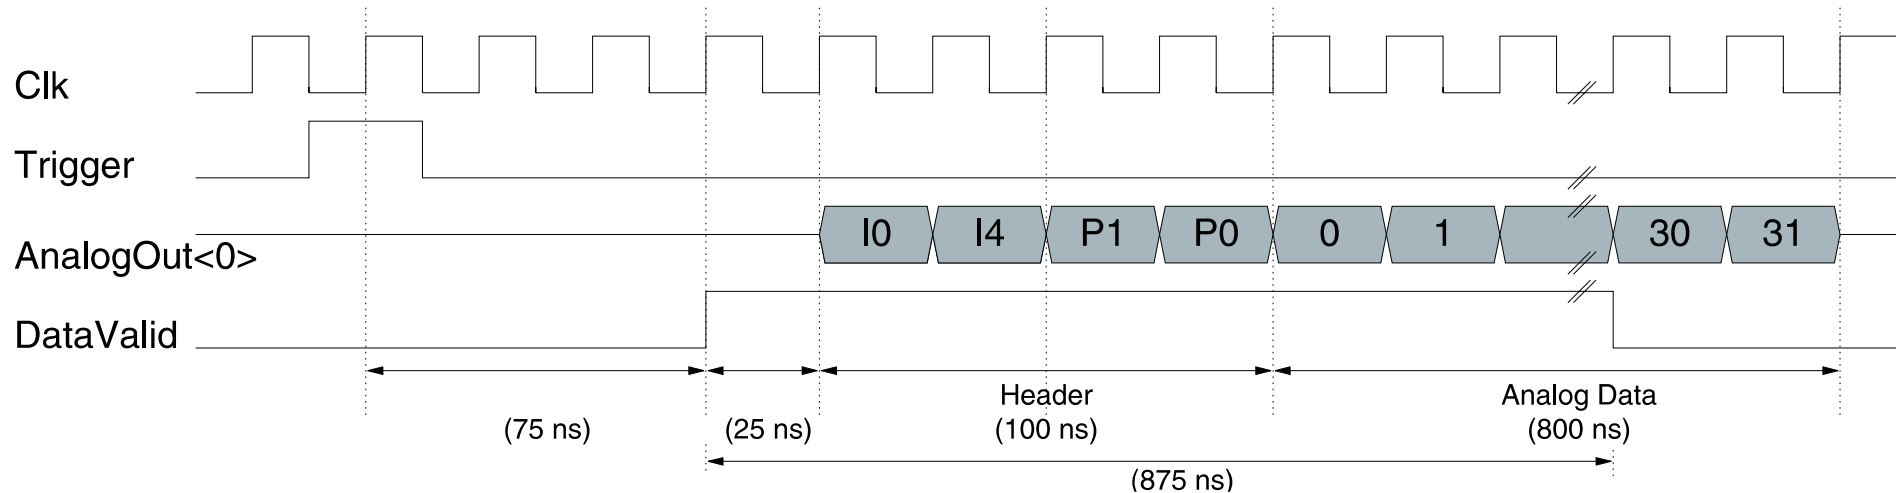 Clk
Trigger
I0 I4 P1 P0 0 1 30 31
AnalogOut<0>
DataValid
Header Analog Data
(75 ns) (25 ns) (100 ns) (800 ns)
(875 ns)